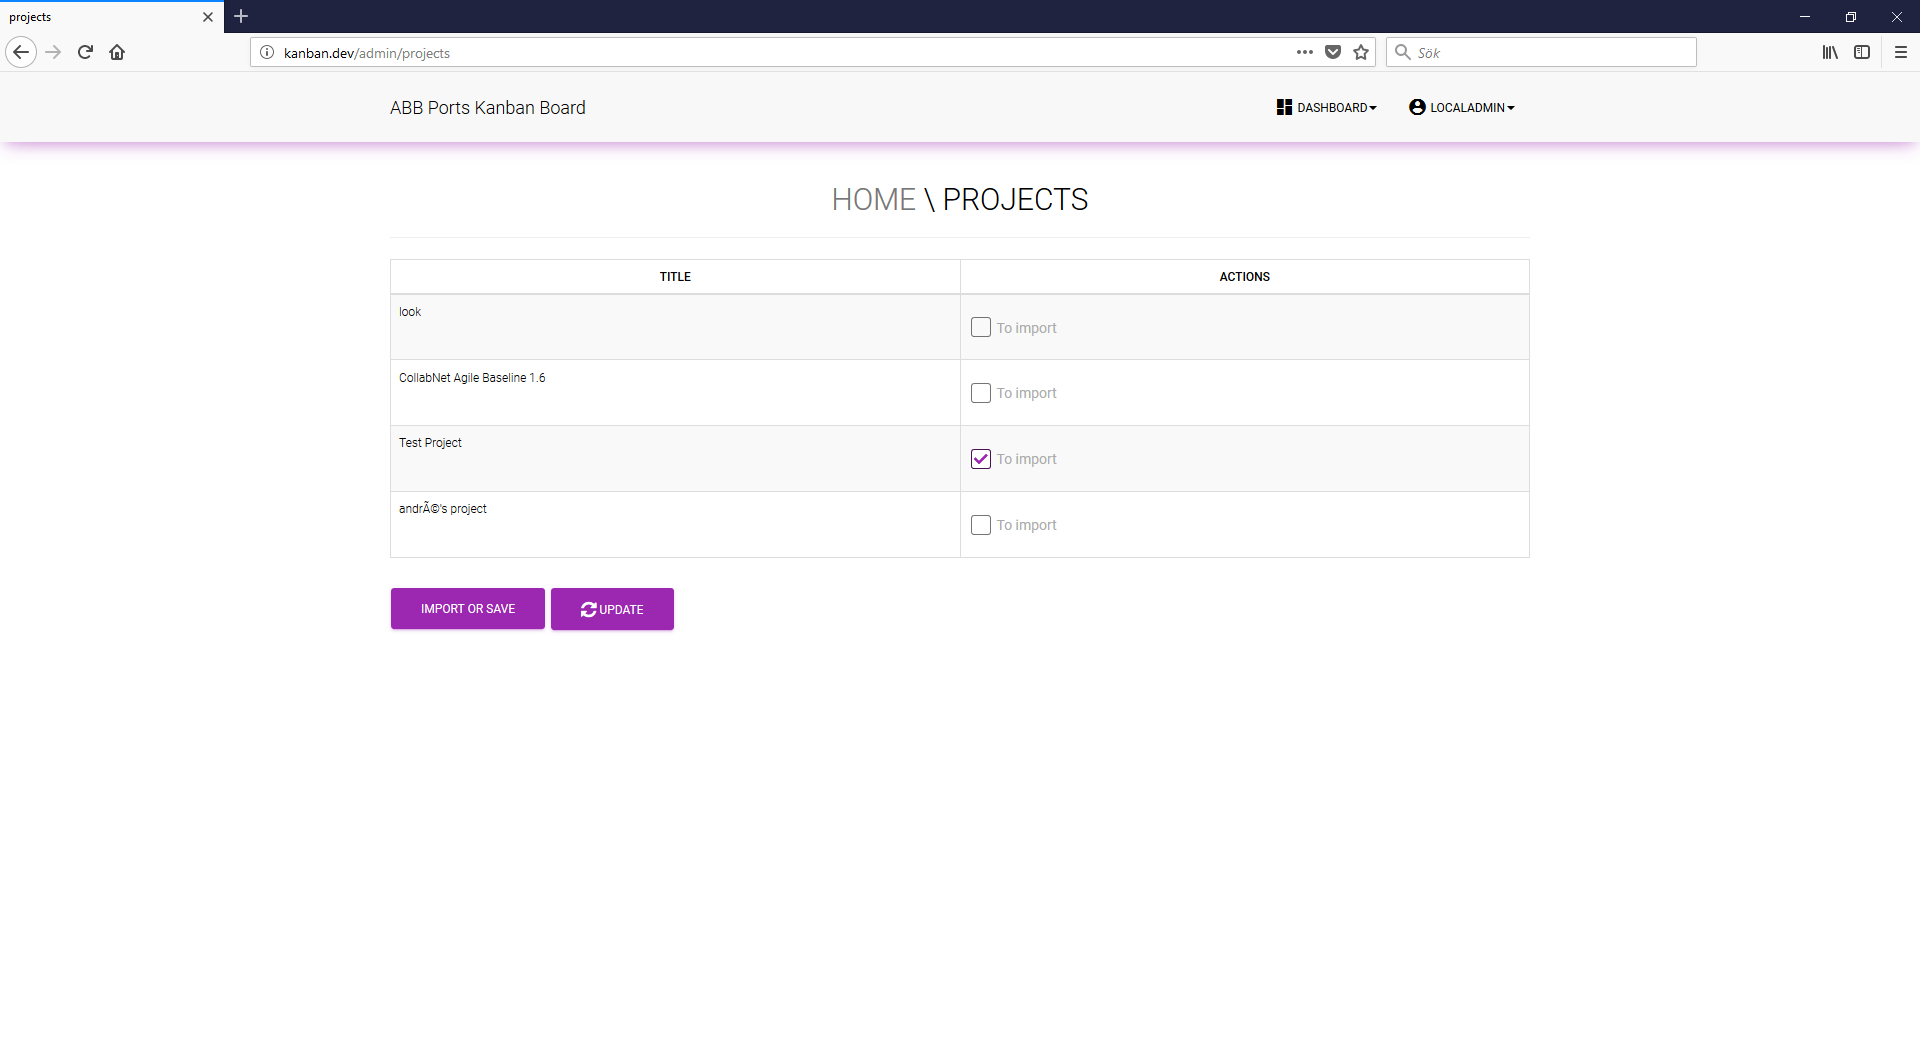 projects
kanban.dev/admin/projects
Sök
ABB Ports Kanban Board
DASHBOARD
LOCALADMIN
HOME \ PROJECTS
TITLE
ACTIONS
look
To import
CollabNet Agile Baseline 1.6
To import
Test Project
To import
andrÃ©'s project
To import
IMPORT OR SAVE
UPDATE